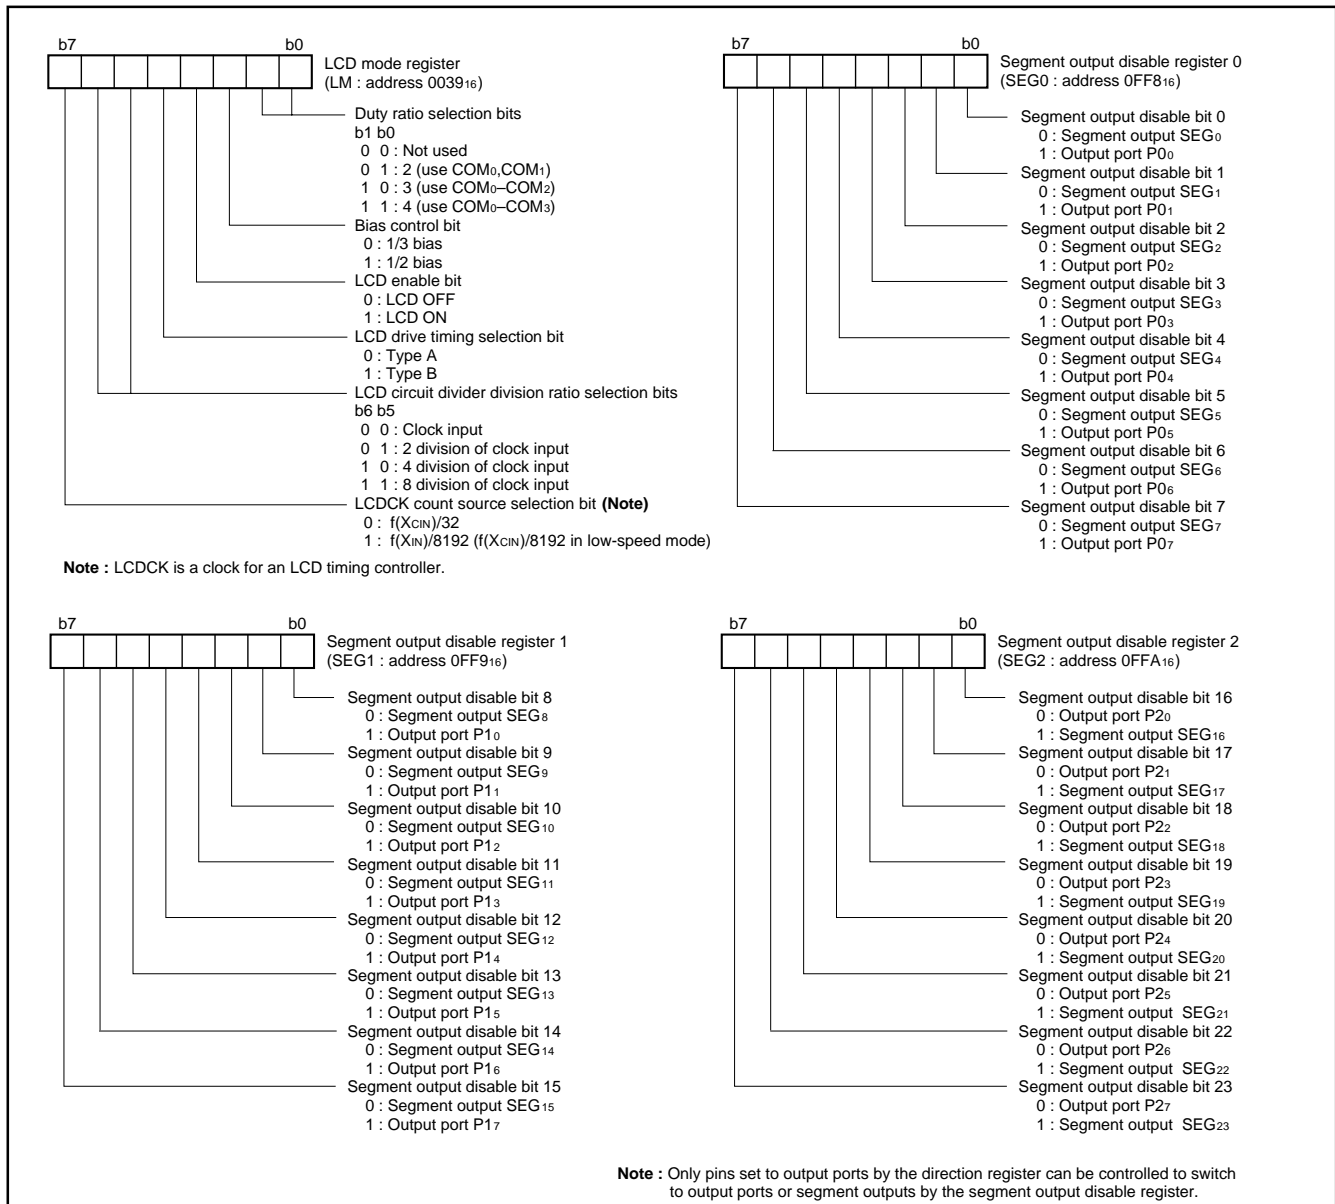 b7 b0
LCD mode register
(LM : address 0039₁₆)
Duty ratio selection bits
b1 b0
0 0 : Not used
0 1 : 2 (use COM₀,COM₁)
1 0 : 3 (use COM₀–COM₂)
1 1 : 4 (use COM₀–COM₃)
Bias control bit
0 : 1/3 bias
1 : 1/2 bias
LCD enable bit
0 : LCD OFF
1 : LCD ON
LCD drive timing selection bit
0 : Type A
1 : Type B
LCD circuit divider division ratio selection bits
b6 b5
0 0 : Clock input
0 1 : 2 division of clock input
1 0 : 4 division of clock input
1 1 : 8 division of clock input
LCDCK count source selection bit (Note)
0 : f(XCIN)/32
1 : f(XIN)/8192 (f(XCIN)/8192 in low-speed mode)
Note : LCDCK is a clock for an LCD timing controller.
b7 b0
Segment output disable register 0
(SEG0 : address 0FF8₁₆)
Segment output disable bit 0
0 : Segment output SEG₀
1 : Output port P0₀
Segment output disable bit 1
0 : Segment output SEG₁
1 : Output port P0₁
Segment output disable bit 2
0 : Segment output SEG₂
1 : Output port P0₂
Segment output disable bit 3
0 : Segment output SEG₃
1 : Output port P0₃
Segment output disable bit 4
0 : Segment output SEG₄
1 : Output port P0₄
Segment output disable bit 5
0 : Segment output SEG₅
1 : Output port P0₅
Segment output disable bit 6
0 : Segment output SEG₆
1 : Output port P0₆
Segment output disable bit 7
0 : Segment output SEG₇
1 : Output port P0₇
b7 b0
Segment output disable register 1
(SEG1 : address 0FF9₁₆)
Segment output disable bit 8
0 : Segment output SEG₈
1 : Output port P1₀
Segment output disable bit 9
0 : Segment output SEG₉
1 : Output port P1₁
Segment output disable bit 10
0 : Segment output SEG₁₀
1 : Output port P1₂
Segment output disable bit 11
0 : Segment output SEG₁₁
1 : Output port P1₃
Segment output disable bit 12
0 : Segment output SEG₁₂
1 : Output port P1₄
Segment output disable bit 13
0 : Segment output SEG₁₃
1 : Output port P1₅
Segment output disable bit 14
0 : Segment output SEG₁₄
1 : Output port P1₆
Segment output disable bit 15
0 : Segment output SEG₁₅
1 : Output port P1₇
b7 b0
Segment output disable register 2
(SEG2 : address 0FFA₁₆)
Segment output disable bit 16
0 : Output port P2₀
1 : Segment output SEG₁₆
Segment output disable bit 17
0 : Output port P2₁
1 : Segment output SEG₁₇
Segment output disable bit 18
0 : Output port P2₂
1 : Segment output SEG₁₈
Segment output disable bit 19
0 : Output port P2₃
1 : Segment output SEG₁₉
Segment output disable bit 20
0 : Output port P2₄
1 : Segment output SEG₂₀
Segment output disable bit 21
0 : Output port P2₅
1 : Segment output SEG₂₁
Segment output disable bit 22
0 : Output port P2₆
1 : Segment output SEG₂₂
Segment output disable bit 23
0 : Output port P2₇
1 : Segment output SEG₂₃
Note : Only pins set to output ports by the direction register can be controlled to switch
to output ports or segment outputs by the segment output disable register.